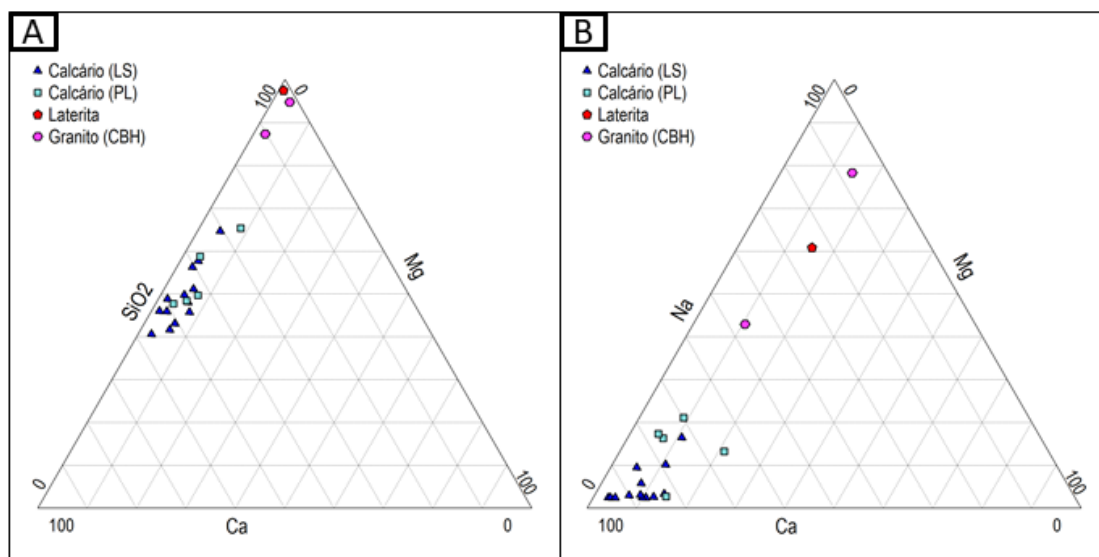 A
Calcário (LS)
Calcário (PL)
Laterita
Granito (CBH)
100
0
SiO2
Mg
0
100
100
Ca
0
B
Calcário (LS)
Calcário (PL)
Laterita
Granito (CBH)
100
0
Na
Mg
0
100
100
Ca
0